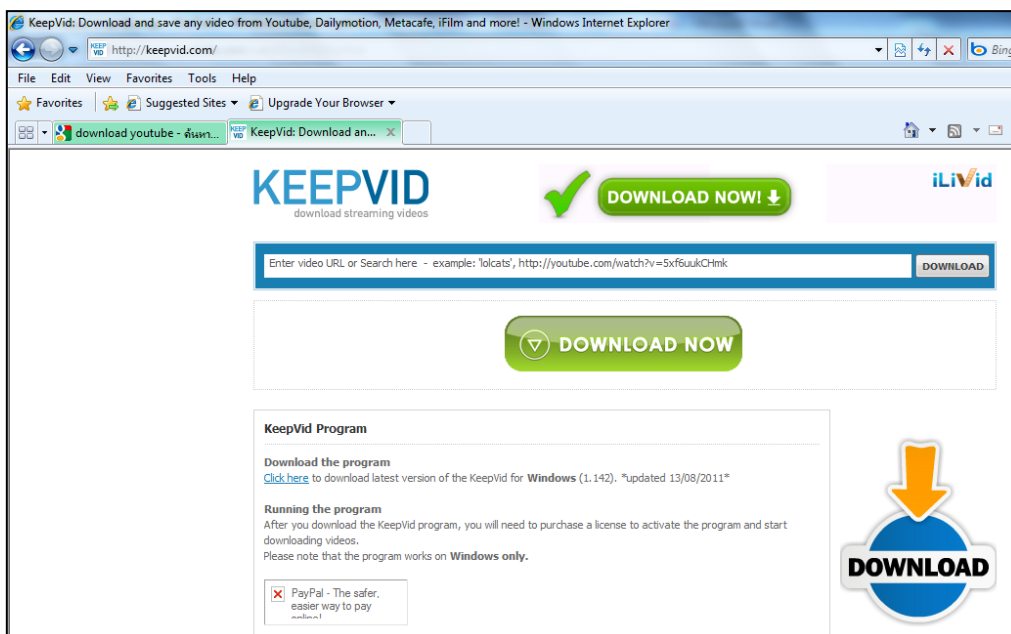 KeepVid: Download and save any video from Youtube, Dailymotion, Metacafe, iFilm and more! - Windows Internet Explorer
KEEP VID http://keepvid.com/
Bing
File Edit View Favorites Tools Help
Favorites Suggested Sites Upgrade Your Browser
download youtube - ค้นหา... KEEP VID KeepVid: Download an... X
KEEPVID
download streaming videos
DOWNLOAD NOW!
iLiVid
Enter video URL or Search here - example: 'lolcats', http://youtube.com/watch?v=5xf6uukCHmk
DOWNLOAD
DOWNLOAD NOW
KeepVid Program
Download the program
Click here to download latest version of the KeepVid for Windows (1.142). *updated 13/08/2011*
Running the program
After you download the KeepVid program, you will need to purchase a license to activate the program and start
downloading videos.
Please note that the program works on Windows only.
PayPal - The safer,
easier way to pay
online!
DOWNLOAD